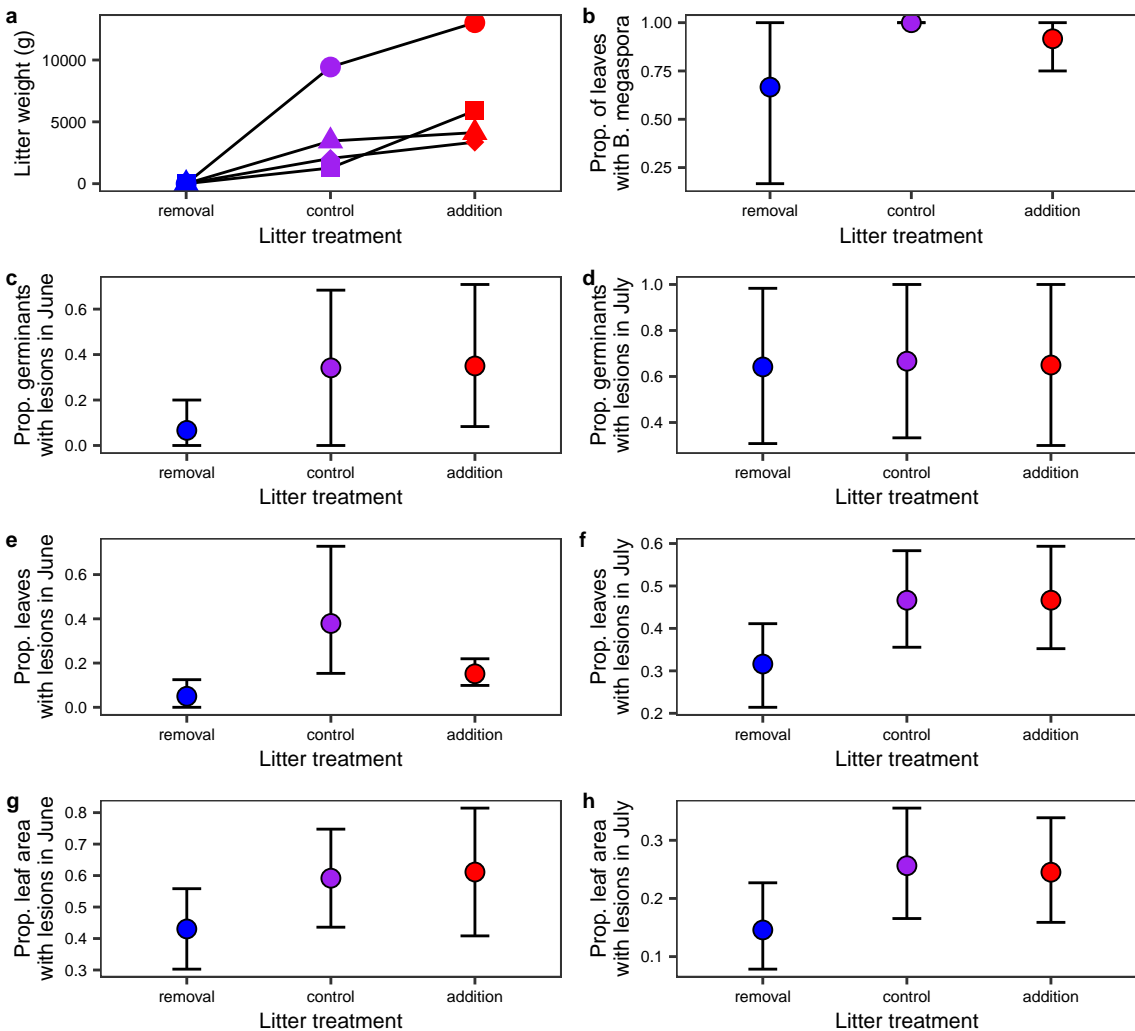 a
Litter weight (g)
10000
5000
0
removal control addition
Litter treatment
b
Prop. of leaves
with B. megaspora
1.00
0.75
0.50
0.25
removal control addition
Litter treatment
c
Prop. germinants
with lesions in June
0.6
0.4
0.2
0.0
removal control addition
Litter treatment
d
Prop. germinants
with lesions in July
1.0
0.8
0.6
0.4
removal control addition
Litter treatment
e
Prop. leaves
with lesions in June
0.6
0.4
0.2
0.0
removal control addition
Litter treatment
f
Prop. leaves
with lesions in July
0.6
0.5
0.4
0.3
0.2
removal control addition
Litter treatment
g
Prop. leaf area
with lesions in June
0.8
0.7
0.6
0.5
0.4
0.3
removal control addition
Litter treatment
h
Prop. leaf area
with lesions in July
0.3
0.2
0.1
removal control addition
Litter treatment